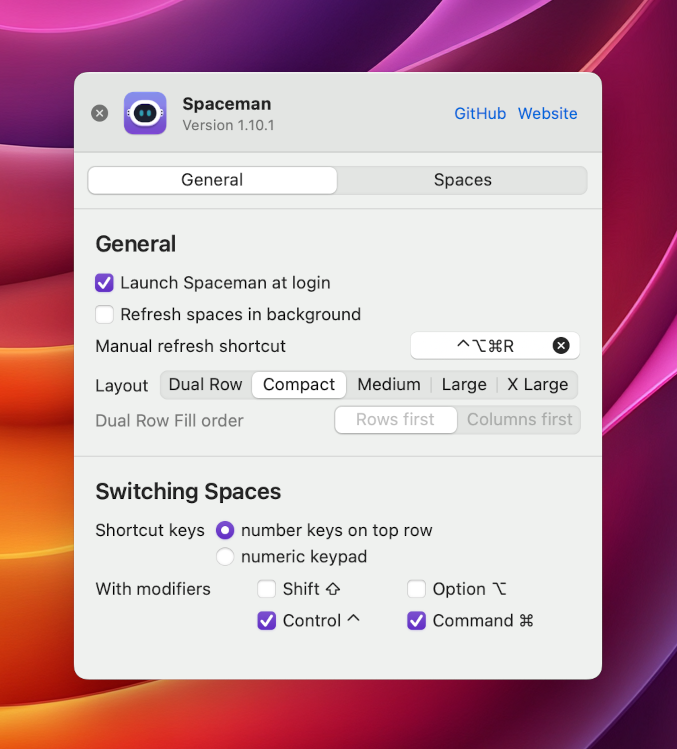 Spaceman
Version 1.10.1
GitHub Website
General Spaces
General
Launch Spaceman at login
Refresh spaces in background
Manual refresh shortcut ^⌥⌘R
Layout Dual Row Compact Medium Large X Large
Dual Row Fill order Rows first Columns first
Switching Spaces
Shortcut keys number keys on top row
numeric keypad
With modifiers Shift ⇧ Option ⌥
Control ^ Command ⌘